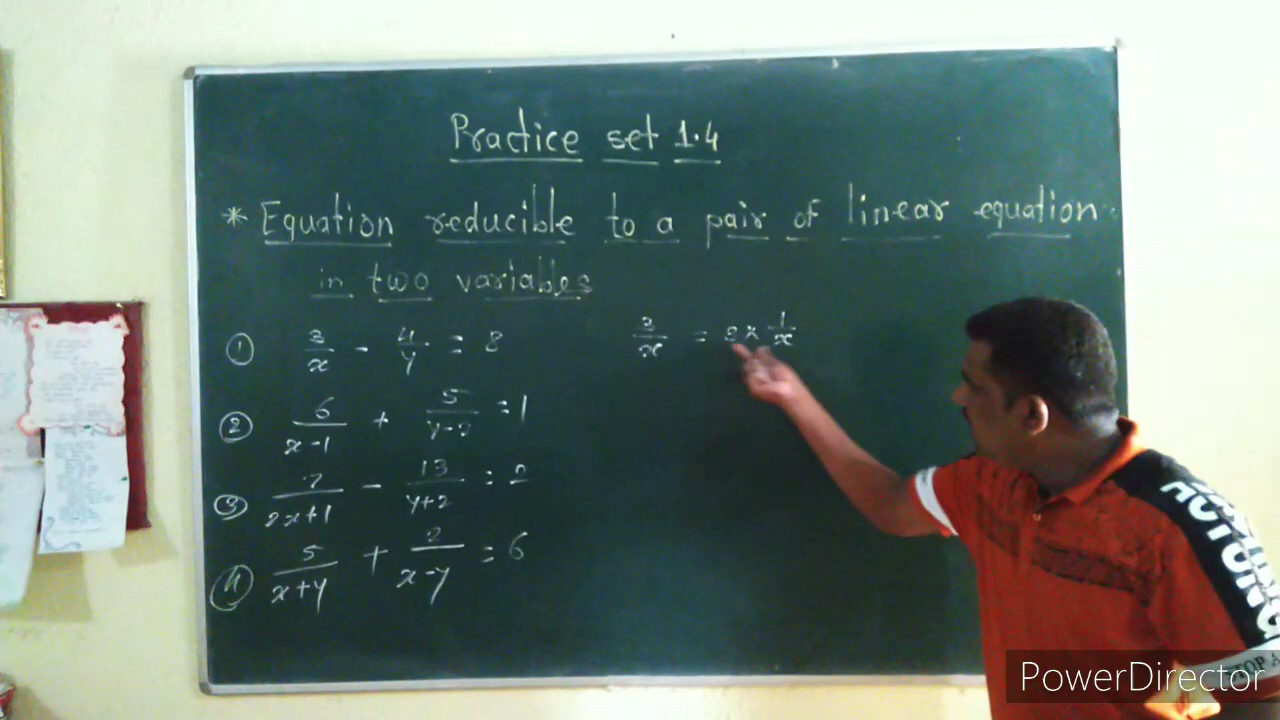 Practice set 1.4
* Equation reducible to a pair of linear equation
in two variables
① 3/x - 4/y = 8
3/x = 3 × 1/x
② 6/(x-1) + 5/(y-2) = 1
③ 7/(2x+1) - 13/(y+2) = 2
④ 5/(x+y) + 2/(x-y) = 6
PowerDirector